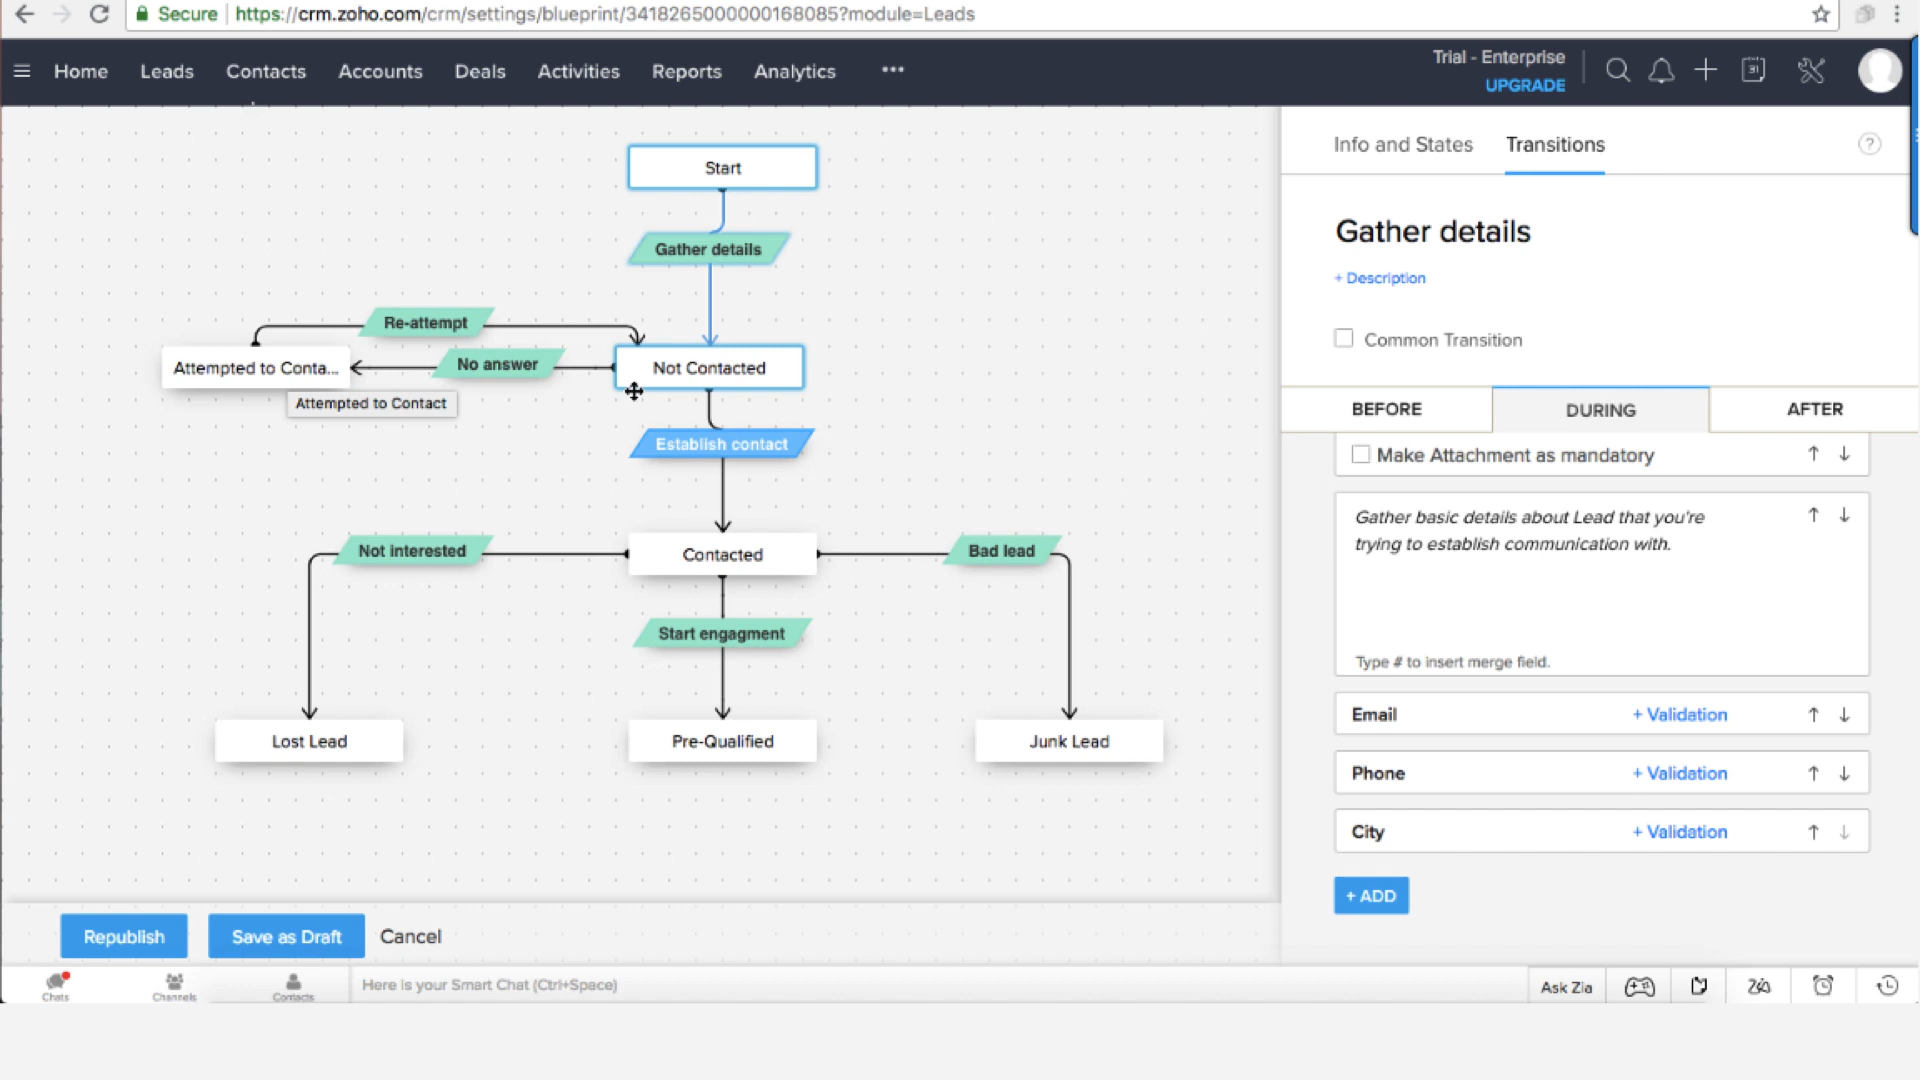 Secure https://crm.zoho.com/crm/settings/blueprint/3418265000000168085?module=Leads
Home Leads Contacts Accounts Deals Activities Reports Analytics •••
Trial - Enterprise
UPGRADE
31
Start
Gather details
Re-attempt
No answer
Attempted to Conta...
Not Contacted
Attempted to Contact
Establish contact
Not interested
Contacted
Bad lead
Start engagment
Lost Lead
Pre-Qualified
Junk Lead
Republish
Save as Draft
Cancel
Info and States
Transitions
?
Gather details
+ Description
Common Transition
BEFORE
DURING
AFTER
Make Attachment as mandatory
Gather basic details about Lead that you're
trying to establish communication with.
Type # to insert merge field.
Email + Validation
Phone + Validation
City + Validation
+ ADD
Chats
Channels
Contacts
Here is your Smart Chat (Ctrl+Space)
Ask Zia